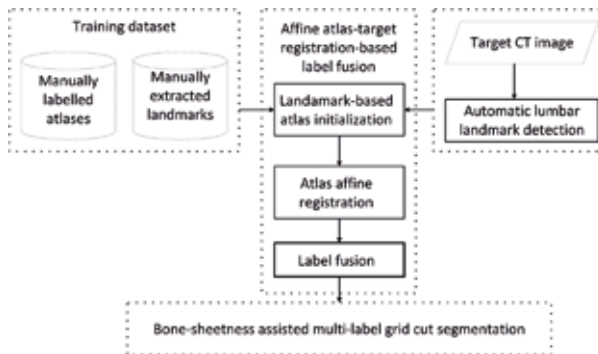 Training dataset
Manually
labelled
atlases
Manually
extracted
landmarks
Affine atlas-target
registration-based
label fusion
Landamark-based
atlas initialization
Atlas affine
registration
Label fusion
Target CT image
Automatic lumbar
landmark detection
Bone-sheetness assisted multi-label grid cut segmentation